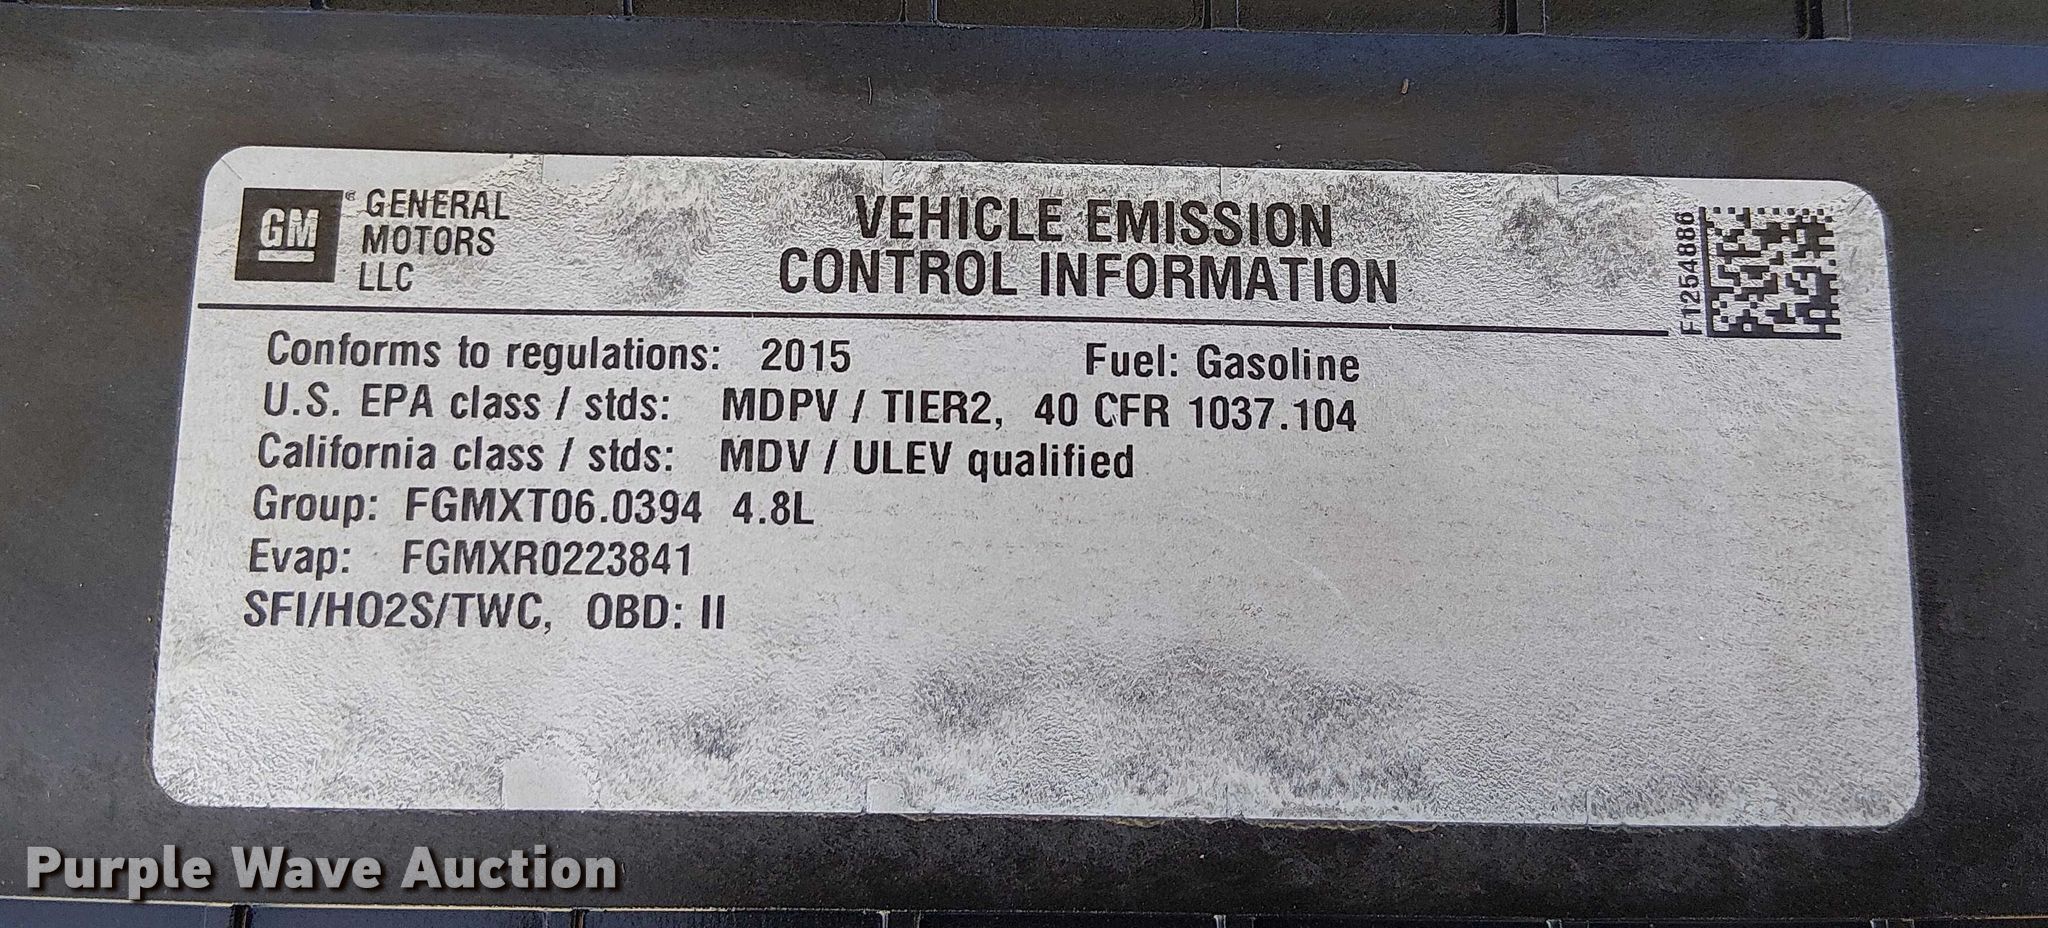 GM
® GENERAL
MOTORS
LLC
VEHICLE EMISSION
CONTROL INFORMATION
F12548886
Conforms to regulations: 2015 Fuel: Gasoline
U.S. EPA class / stds: MDPV / TIER2, 40 CFR 1037.104
California class / stds: MDV / ULEV qualified
Group: FGMXT06.0394 4.8L
Evap: FGMXR0223841
SFI/HO2S/TWC, OBD: II
Purple Wave Auction